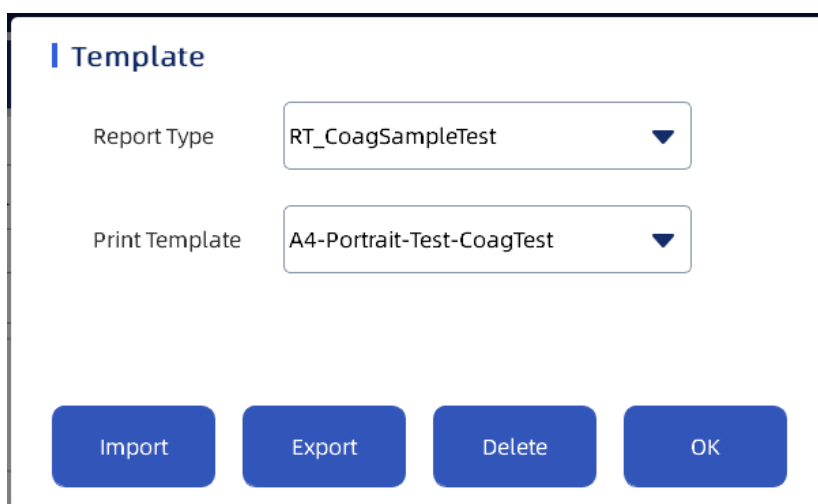 Template
Report Type RT_CoagSampleTest
Print Template A4-Portrait-Test-CoagTest
Import Export Delete OK